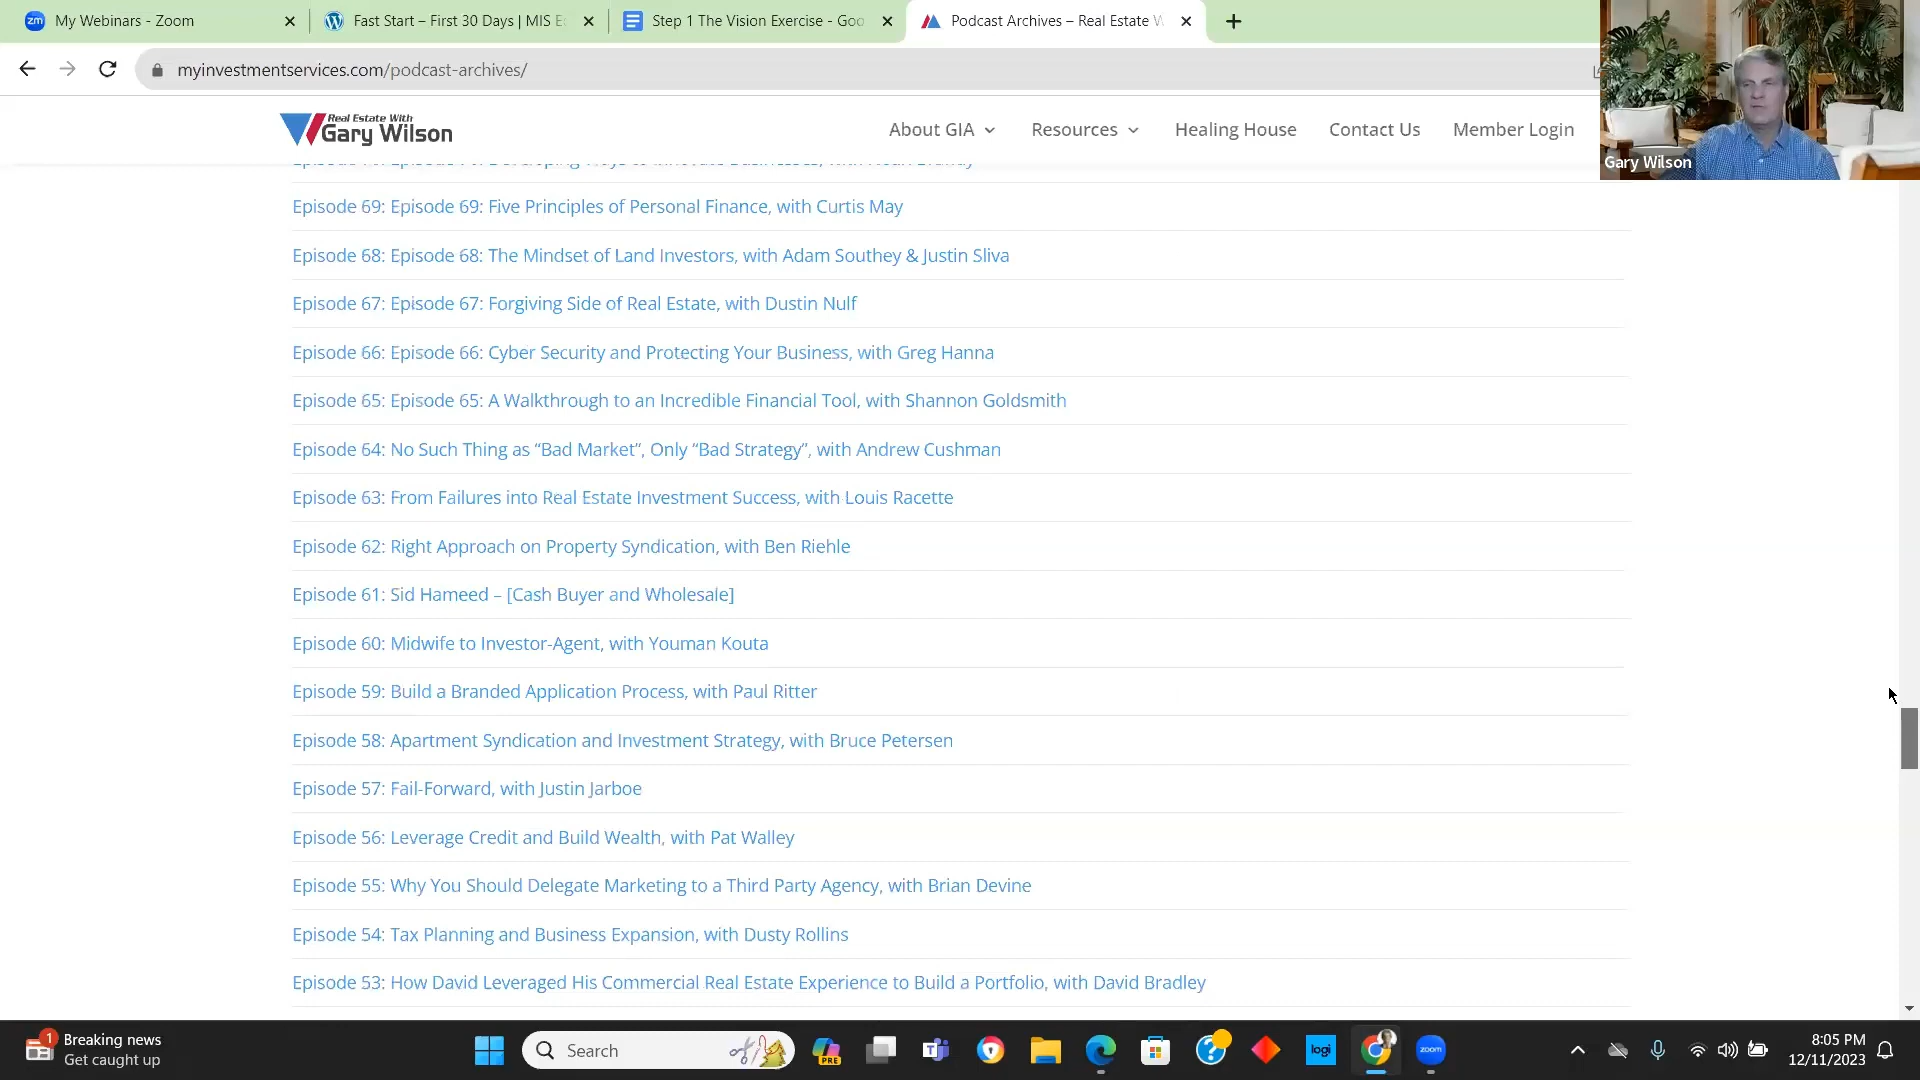 My Webinars - Zoom
Fast Start – First 30 Days | MIS E
Step 1 The Vision Exercise - Goo
Podcast Archives – Real Estate W
myinvestmentservices.com/podcast-archives/
Real Estate With
Gary Wilson
About GIA
Resources
Healing House
Contact Us
Member Login
Gary Wilson
Episode 69: Episode 69: Five Principles of Personal Finance, with Curtis May
Episode 68: Episode 68: The Mindset of Land Investors, with Adam Southey & Justin Sliva
Episode 67: Episode 67: Forgiving Side of Real Estate, with Dustin Nulf
Episode 66: Episode 66: Cyber Security and Protecting Your Business, with Greg Hanna
Episode 65: Episode 65: A Walkthrough to an Incredible Financial Tool, with Shannon Goldsmith
Episode 64: No Such Thing as “Bad Market“, Only “Bad Strategy”, with Andrew Cushman
Episode 63: From Failures into Real Estate Investment Success, with Louis Racette
Episode 62: Right Approach on Property Syndication, with Ben Riehle
Episode 61: Sid Hameed – [Cash Buyer and Wholesale]
Episode 60: Midwife to Investor-Agent, with Youman Kouta
Episode 59: Build a Branded Application Process, with Paul Ritter
Episode 58: Apartment Syndication and Investment Strategy, with Bruce Petersen
Episode 57: Fail-Forward, with Justin Jarboe
Episode 56: Leverage Credit and Build Wealth, with Pat Walley
Episode 55: Why You Should Delegate Marketing to a Third Party Agency, with Brian Devine
Episode 54: Tax Planning and Business Expansion, with Dusty Rollins
Episode 53: How David Leveraged His Commercial Real Estate Experience to Build a Portfolio, with David Bradley
1
Breaking news
Get caught up
Search
PRE
logi
zoom
8:05 PM
12/11/2023